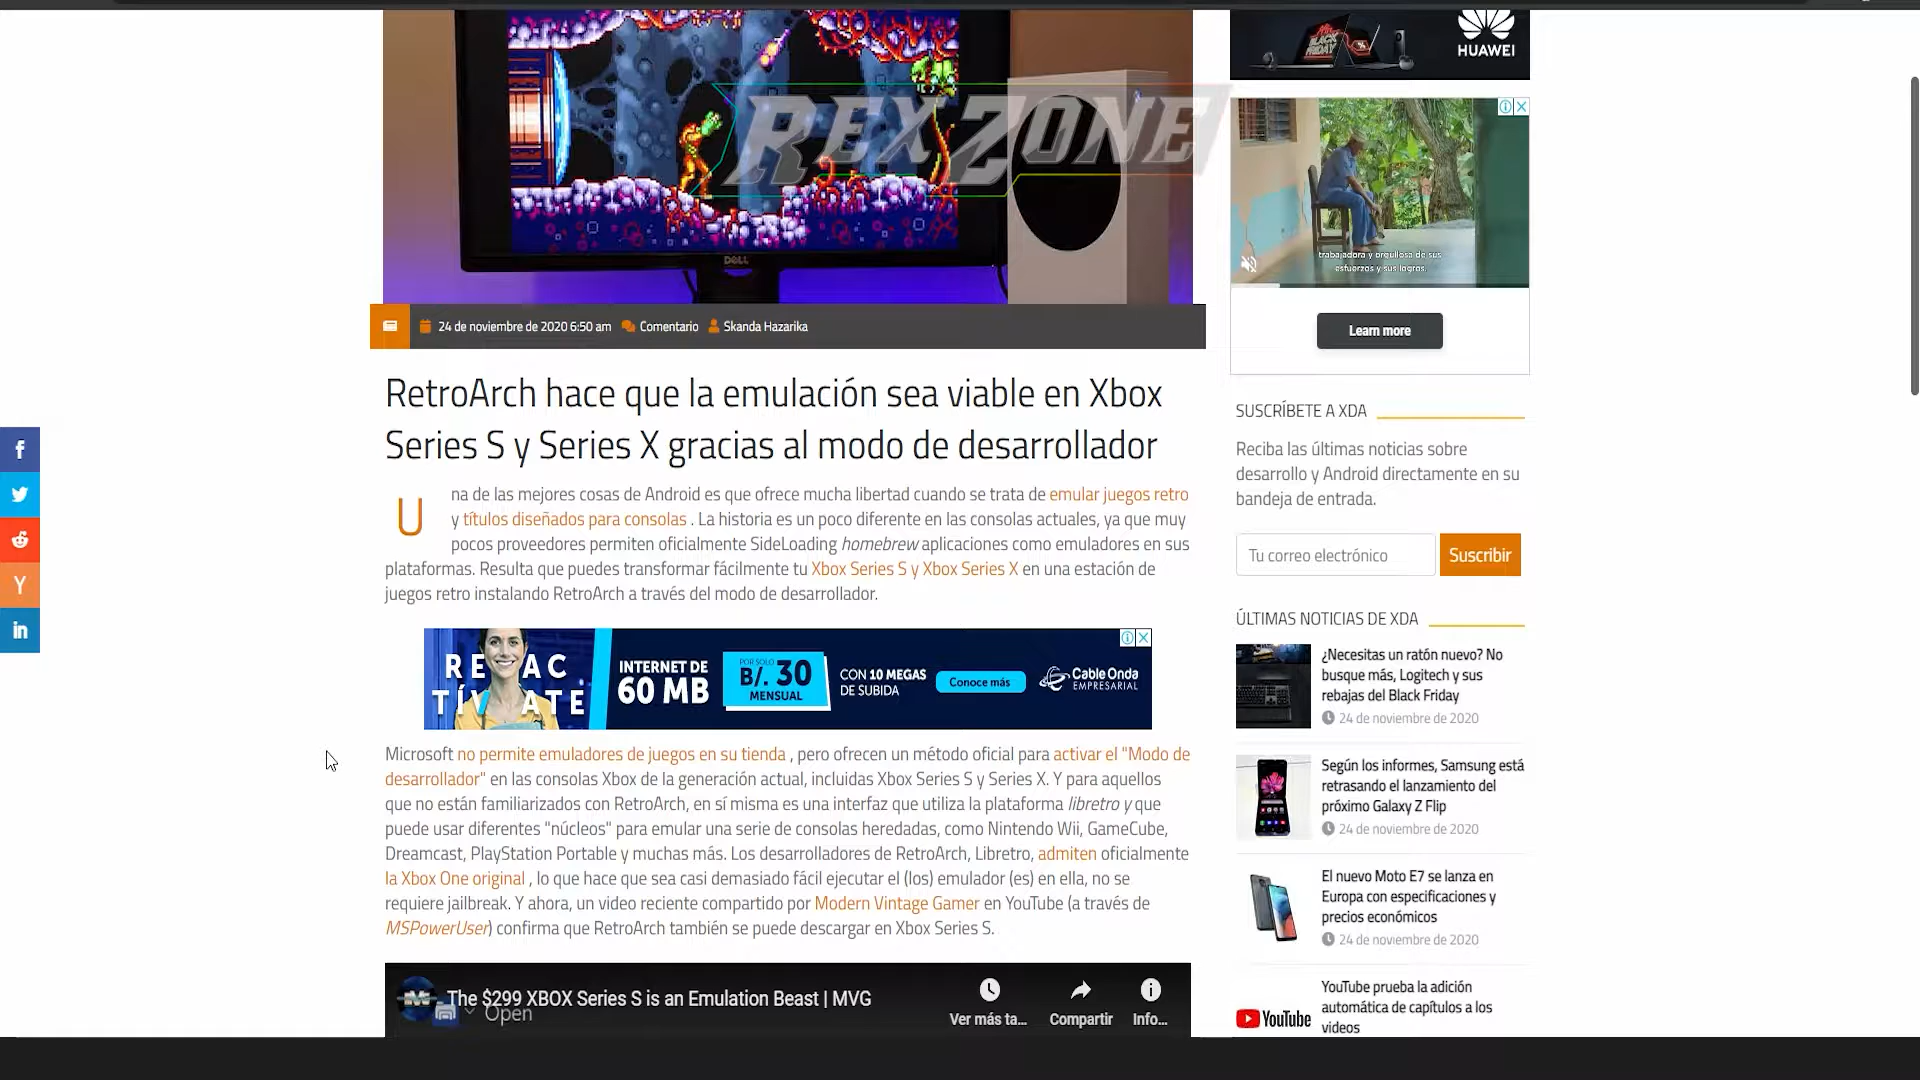 HUAWEI
REX ZONE
DELL
trabajadora y orgullosa de sus
esfuerzos y sus logros
Learn more
24 de noviembre de 2020 6:50 am Comentario Skanda Hazarika
RetroArch hace que la emulación sea viable en Xbox
Series S y Series X gracias al modo de desarrollador
Una de las mejores cosas de Android es que ofrece mucha libertad cuando se trata de emular juegos retro
y títulos diseñados para consolas . La historia es un poco diferente en las consolas actuales, ya que muy
pocos proveedores permiten oficialmente SideLoading homebrew aplicaciones como emuladores en sus
plataformas. Resulta que puedes transformar fácilmente tu Xbox Series S y Xbox Series X en una estación de
juegos retro instalando RetroArch a través del modo de desarrollador.
RE AC
TÍV ATE
INTERNET DE
60 MB
POR SOLO
B/. 30
MENSUAL
CON 10 MEGAS
DE SUBIDA
Conoce más
Cable Onda
EMPRESARIAL
Microsoft no permite emuladores de juegos en su tienda , pero ofrecen un método oficial para activar el "Modo de
desarrollador" en las consolas Xbox de la generación actual, incluidas Xbox Series S y Series X. Y para aquellos
que no están familiarizados con RetroArch, en sí misma es una interfaz que utiliza la plataforma libretro y que
puede usar diferentes "núcleos" para emular una serie de consolas heredadas, como Nintendo Wii, GameCube,
Dreamcast, PlayStation Portable y muchas más. Los desarrolladores de RetroArch, Libretro, admiten oficialmente
la Xbox One original , lo que hace que sea casi demasiado fácil ejecutar el (los) emulador (es) en ella, no se
requiere jailbreak. Y ahora, un video reciente compartido por Modern Vintage Gamer en YouTube (a través de
MSPowerUser) confirma que RetroArch también se puede descargar en Xbox Series S.
The $299 XBOX Series S is an Emulation Beast | MVG
Open
Ver más ta...
Compartir
Info...
SUSCRÍBETE A XDA
Reciba las últimas noticias sobre
desarrollo y Android directamente en su
bandeja de entrada.
Tu correo electrónico
Suscribir
ÚLTIMAS NOTICIAS DE XDA
¿Necesitas un ratón nuevo? No
busque más, Logitech y sus
rebajas del Black Friday
24 de noviembre de 2020
Según los informes, Samsung está
retrasando el lanzamiento del
próximo Galaxy Z Flip
24 de noviembre de 2020
El nuevo Moto E7 se lanza en
Europa con especificaciones y
precios económicos
24 de noviembre de 2020
YouTube
YouTube prueba la adición
automática de capítulos a los
videos